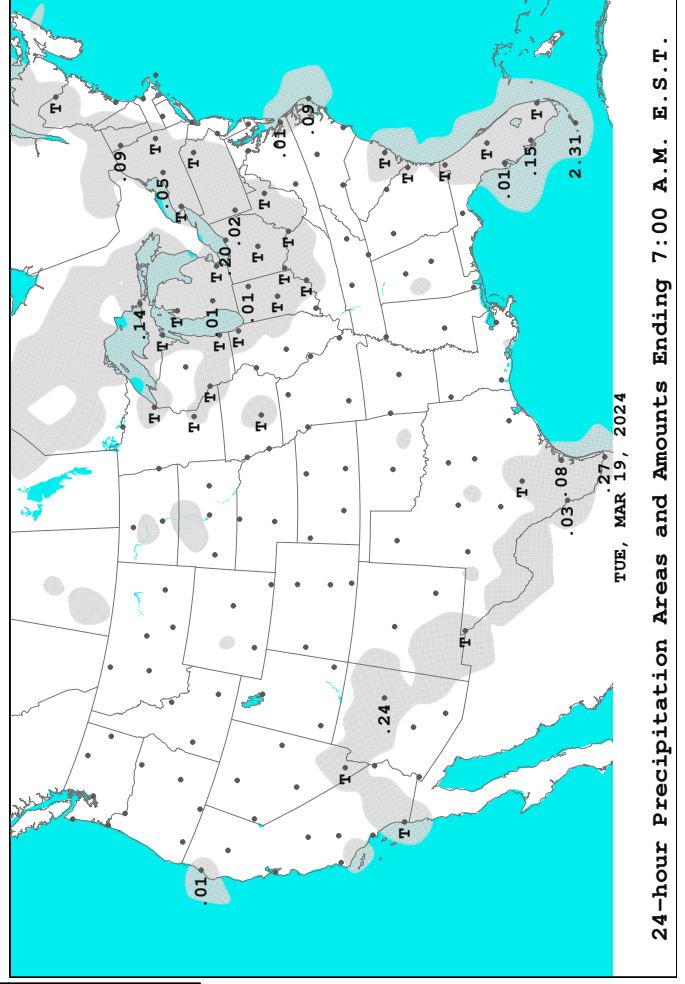 T
.09
.14
T
T
T
.05
T
T
T
T
.01
T
.01
T
T
.20
.02
T
.01
T
T
T
T
.01
T
T
T
.09
T
.24
T
T
T
T
T
T
.01
T
.15
T
.08
.03
2.31
.27
TUE, MAR 19, 2024
24-hour Precipitation Areas and Amounts Ending 7:00 A.M. E.S.T.